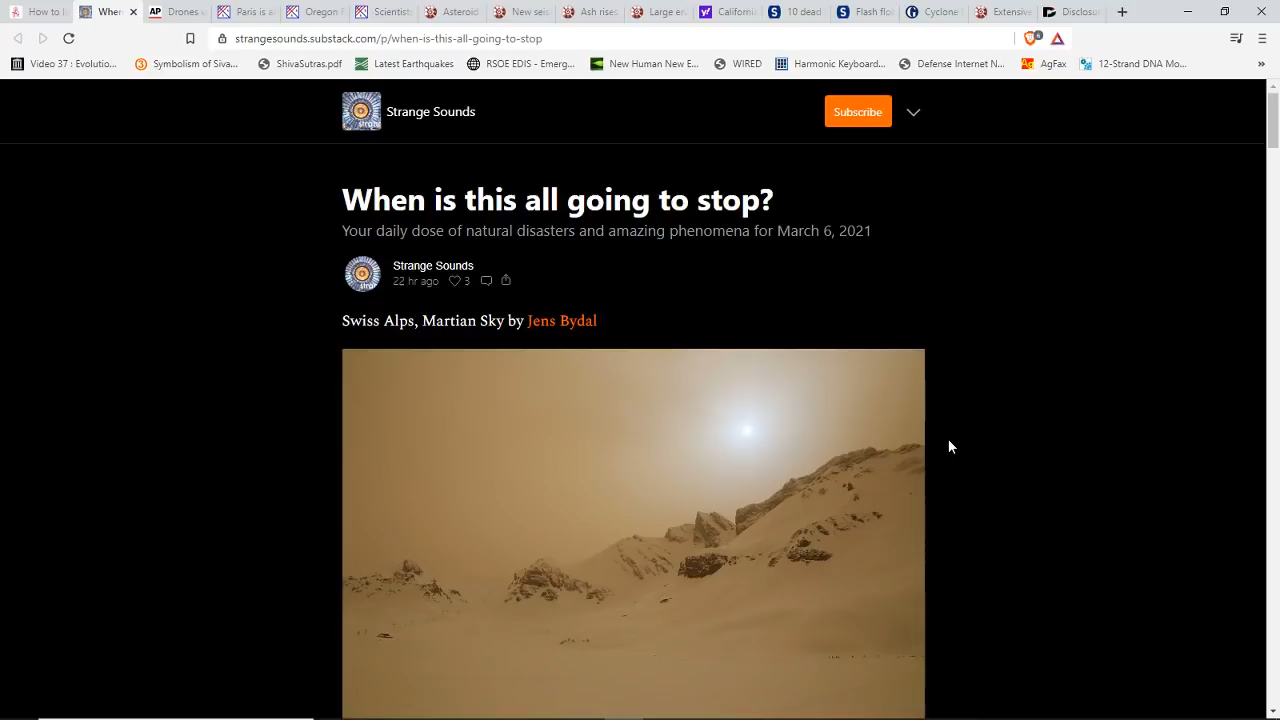 How to
When
AP Drones
Paris is a
Oregon
Scientist
Asteroid
New sei
Ash rise
Large e
Californi
10 dead
Flash flo
Cyclone
Extensive
Disclosu
strangesounds.substack.com/p/when-is-this-all-going-to-stop
Video 37 : Evolutio...
Symbolism of Siva...
ShivaSutras.pdf
Latest Earthquakes
RSOE EDIS - Emerg...
New Human New E...
WIRED
Harmonic Keyboard...
Defense Internet N...
AgFax
12-Strand DNA Mo...
Strange Sounds
Subscribe
When is this all going to stop?
Your daily dose of natural disasters and amazing phenomena for March 6, 2021
Strange Sounds
22 hr ago 3
Swiss Alps, Martian Sky by Jens Bydal